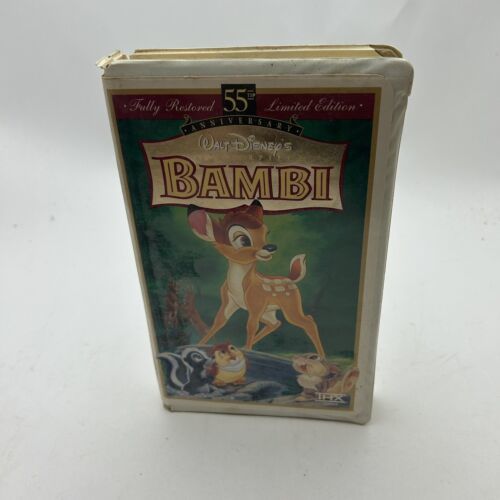 Fully Restored 55TH Limited Edition
ANNIVERSARY
WALT DISNEY'S
BAMBI
THX